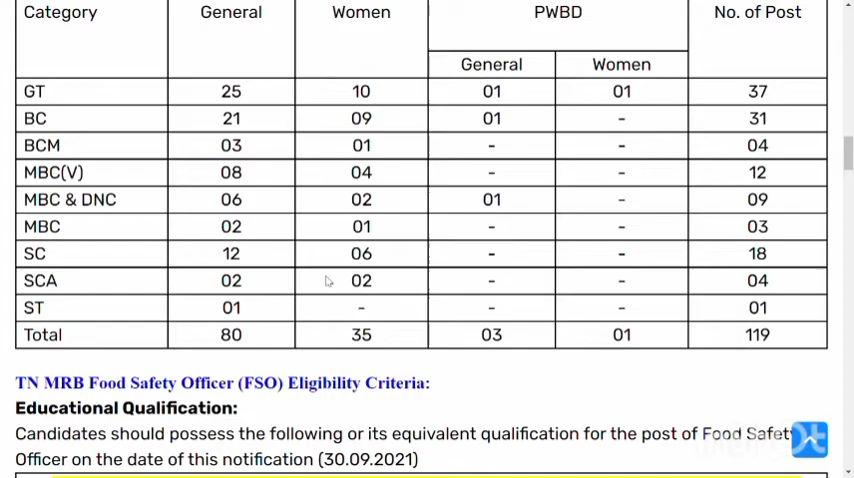 Category General Women PWBD No. of Post
General Women
GT 25 10 01 01 37
BC 21 09 01 - 31
BCM 03 01 - - 04
MBC(V) 08 04 - - 12
MBC & DNC 06 02 01 - 09
MBC 02 01 - - 03
SC 12 06 - - 18
SCA 02 02 - - 04
ST 01 - - - 01
Total 80 35 03 01 119
TN MRB Food Safety Officer (FSO) Eligibility Criteria:
Educational Qualification:
Candidates should possess the following or its equivalent qualification for the post of Food Safety
Officer on the date of this notification (30.09.2021)